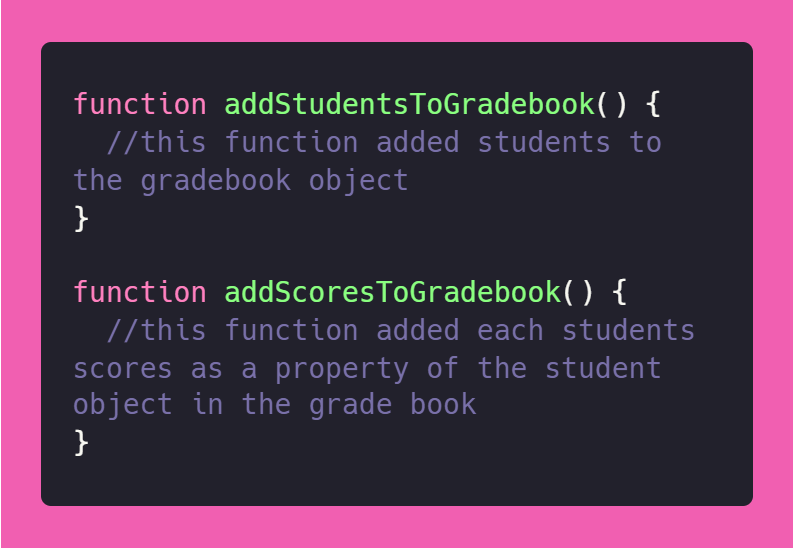 function addStudentsToGradebook() {
  //this function added students to
the gradebook object
}
function addScoresToGradebook() {
  //this function added each students
scores as a property of the student
object in the grade book
}